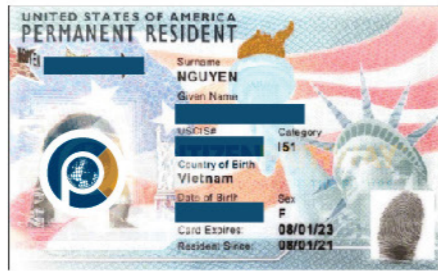 UNITED STATES OF AMERICA
PERMANENT RESIDENT
Surname
NGUYEN
Given Name
USCIS#
Category
I51
Country of Birth
Vietnam
Date of Birth
Sex
F
Card Expires: 08/01/23
Resident Since: 08/01/21